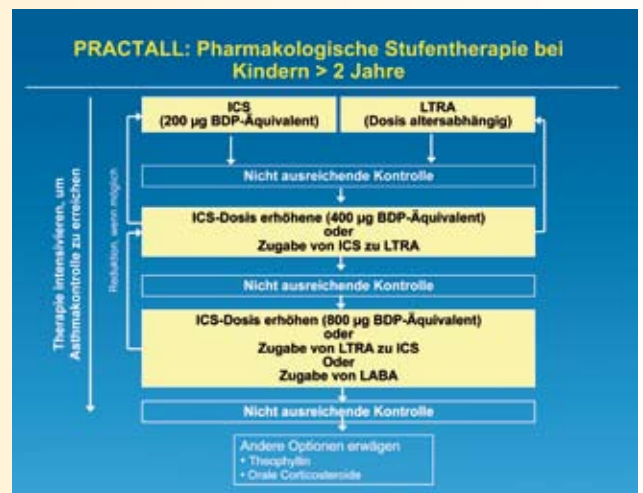 PRACTALL: Pharmakologische Stufentherapie bei
Kindern > 2 Jahre
Therapie intensivieren, um
Asthmakontrolle zu erreichen
Reduktion, wenn möglich
ICS
(200 µg BDP-Äquivalent)
LTRA
(Dosis altersabhängig)
Nicht ausreichende Kontrolle
ICS-Dosis erhöhene (400 µg BDP-Äquivalent)
oder
Zugabe von ICS zu LTRA
Nicht ausreichende Kontrolle
ICS-Dosis erhöhen (800 µg BDP-Äquivalent)
oder
Zugabe von LTRA zu ICS
Oder
Zugabe von LABA
Nicht ausreichende Kontrolle
Andere Optionen erwägen
• Theophyllin
• Orale Corticosteroide